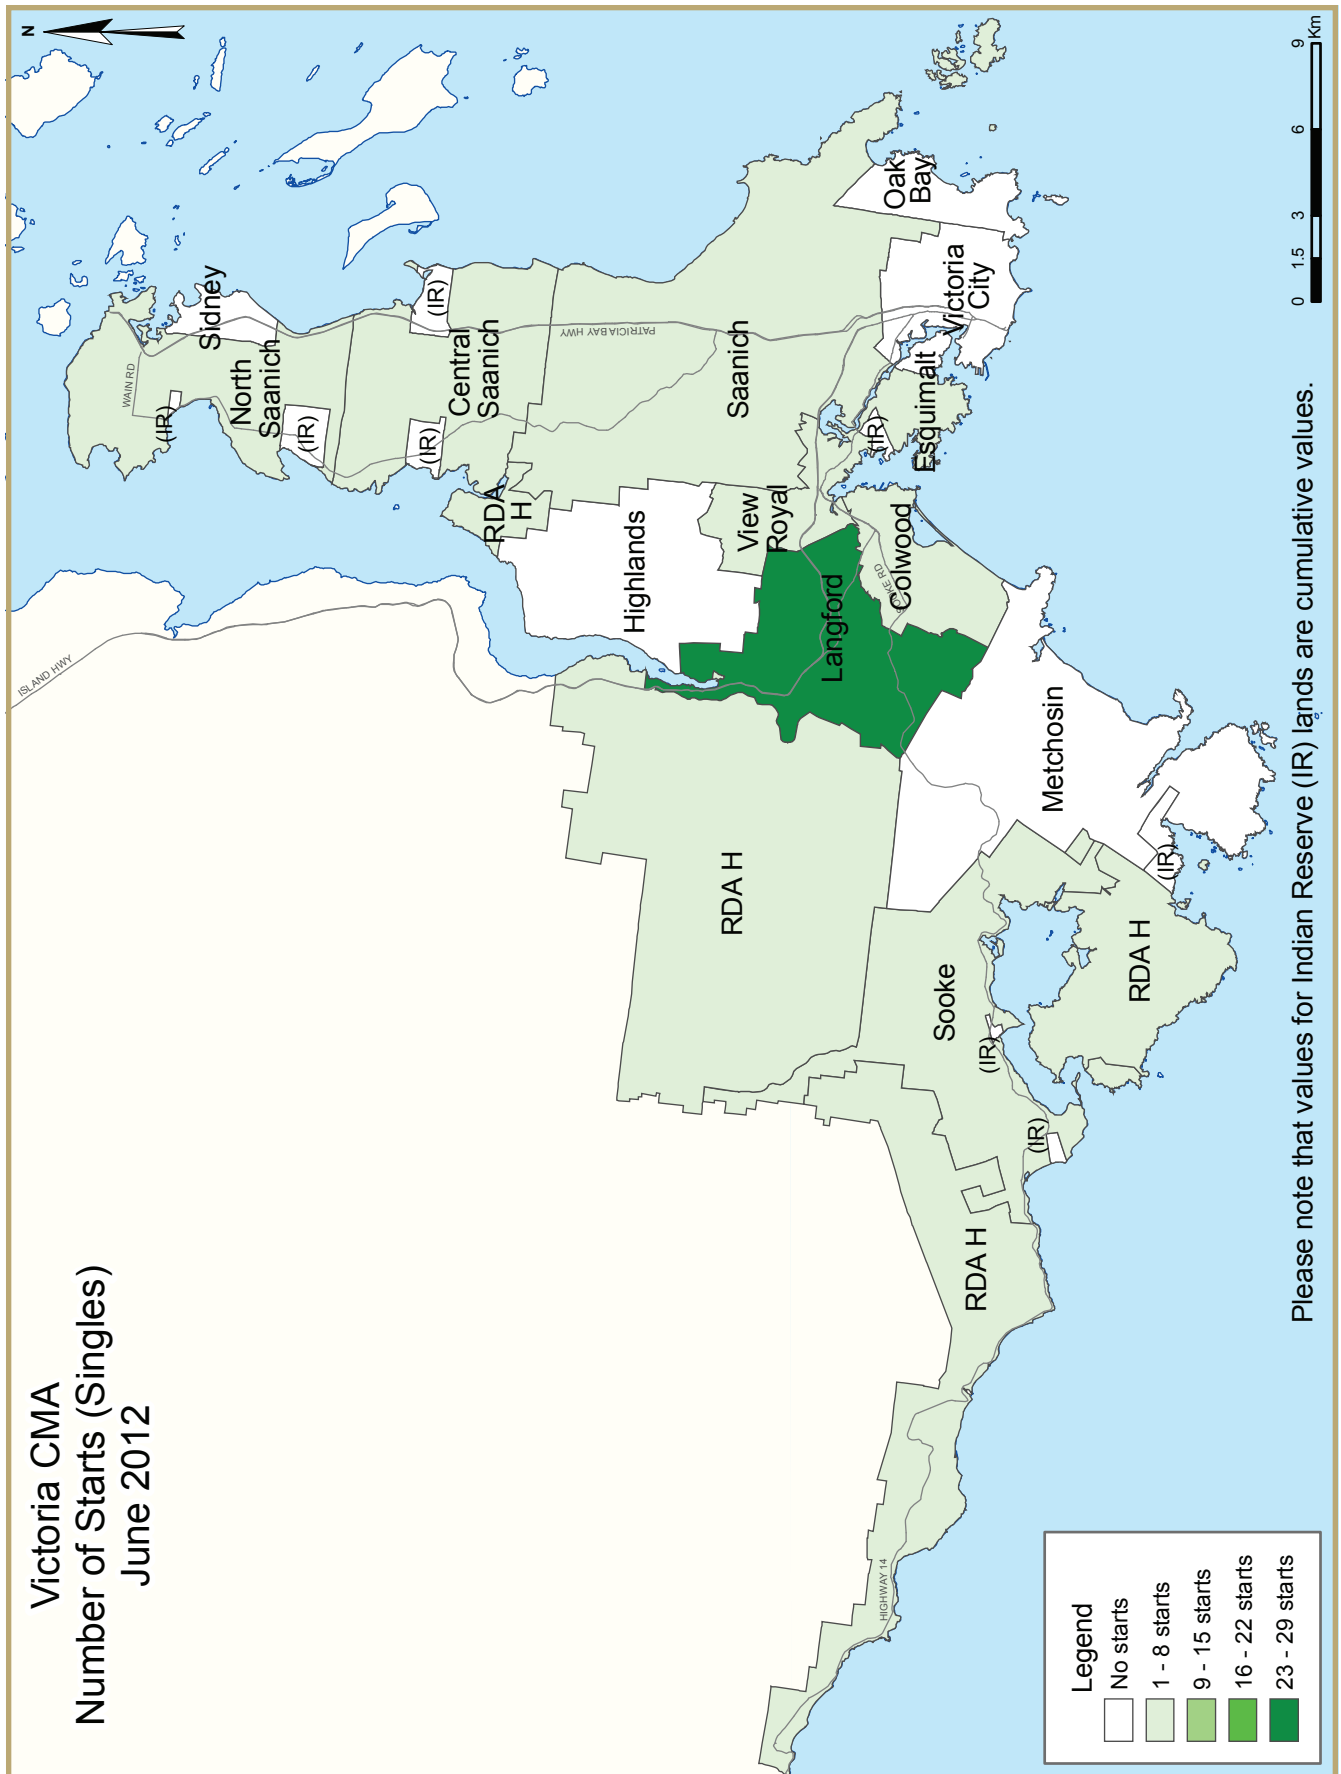 Victoria CMA
Number of Starts (Singles)
June 2012
N
ISLAND HWY
WAIN RD
(IR)
Sidney
North
Saanich
(IR)
(IR)
(IR)
Central
Saanich
PATRICIA BAY HWY
RDA
H
Saanich
Highlands
View
Royal
Oak
Bay
Victoria
City
Esquimalt
(IR)
Langford
Colwood
SOOKE RD
RDA H
Metchosin
(IR)
Sooke
(IR)
RDA H
(IR)
RDA H
HIGHWAY 14
Legend
No starts
1 - 8 starts
9 - 15 starts
16 - 22 starts
23 - 29 starts
0 1.5 3 6 9
Km
Please note that values for Indian Reserve (IR) lands are cumulative values.